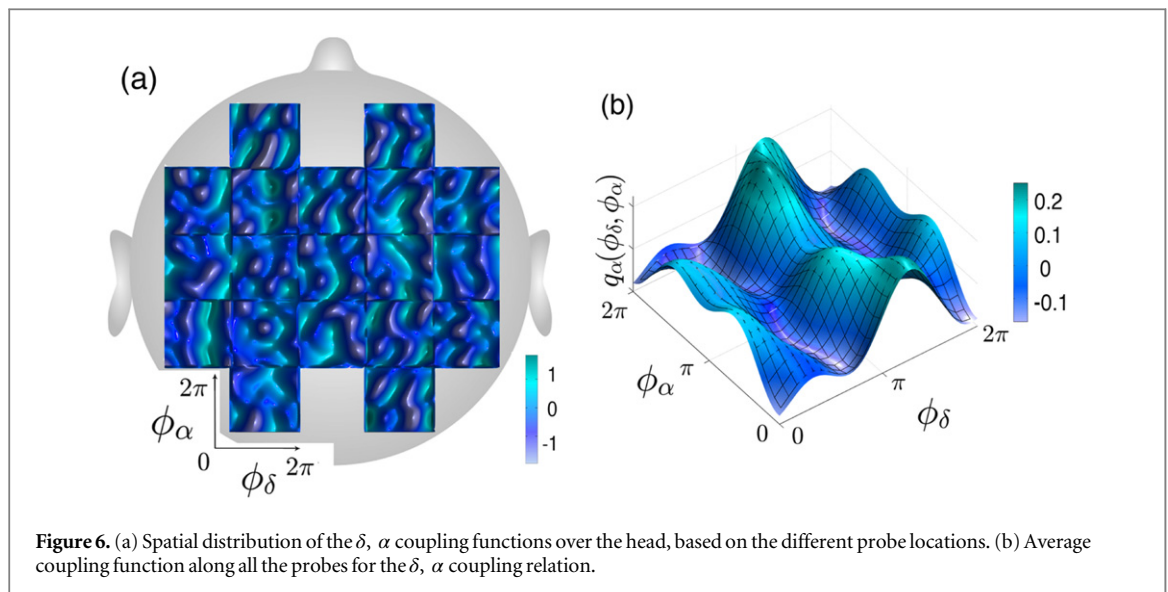 (a)
2π
ϕα
0
2π
ϕδ
1
0
-1
(b)
qα(ϕδ, ϕα)
2π
ϕα
π
0
0
π
2π
ϕδ
0.2
0.1
0
-0.1
Figure 6. (a) Spatial distribution of the δ, α coupling functions over the head, based on the different probe locations. (b) Average
coupling function along all the probes for the δ, α coupling relation.